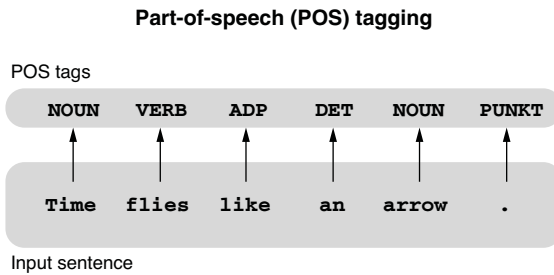 Part-of-speech (POS) tagging
POS tags
NOUN VERB ADP DET NOUN PUNKT
Time flies like an arrow .
Input sentence